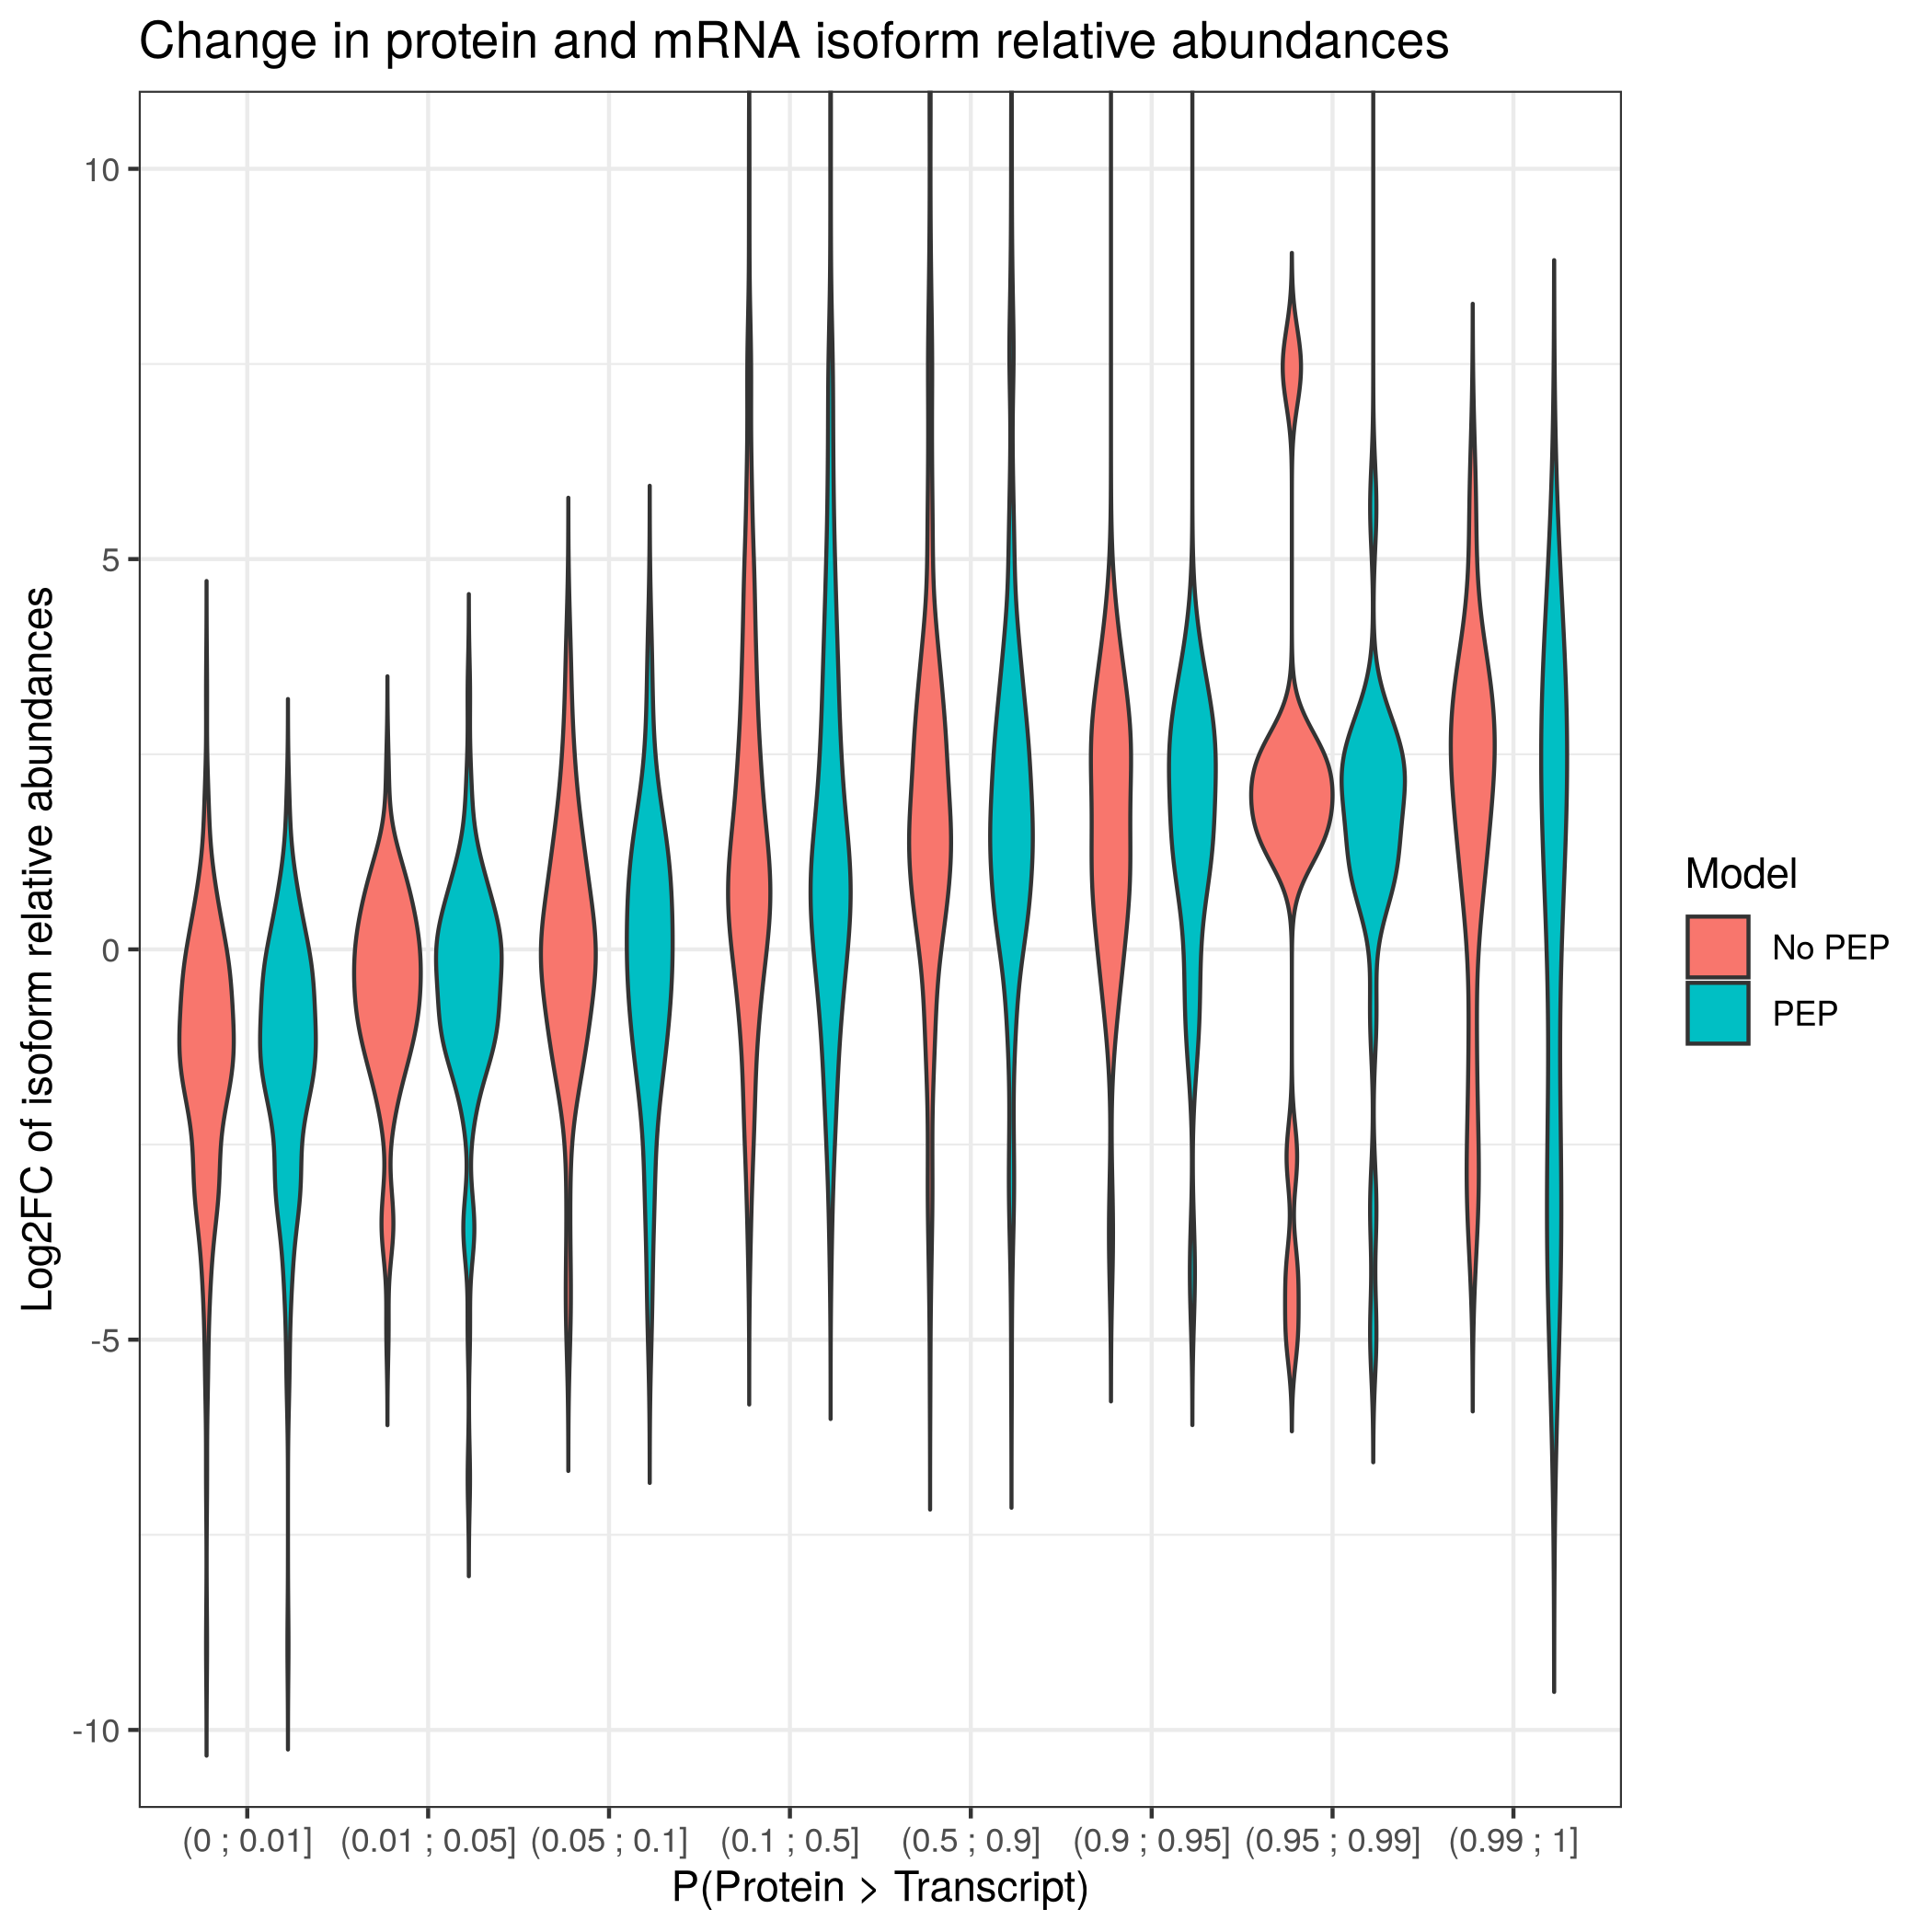 Change in protein and mRNA isoform relative abundances
Log2FC of isoform relative abundances
10
5
0
-5
-10
(0 ; 0.01]
(0.01 ; 0.05]
(0.05 ; 0.1]
(0.1 ; 0.5]
(0.5 ; 0.9]
(0.9 ; 0.95]
(0.95 ; 0.99]
(0.99 ; 1]
P(Protein > Transcript)
Model
No PEP
PEP